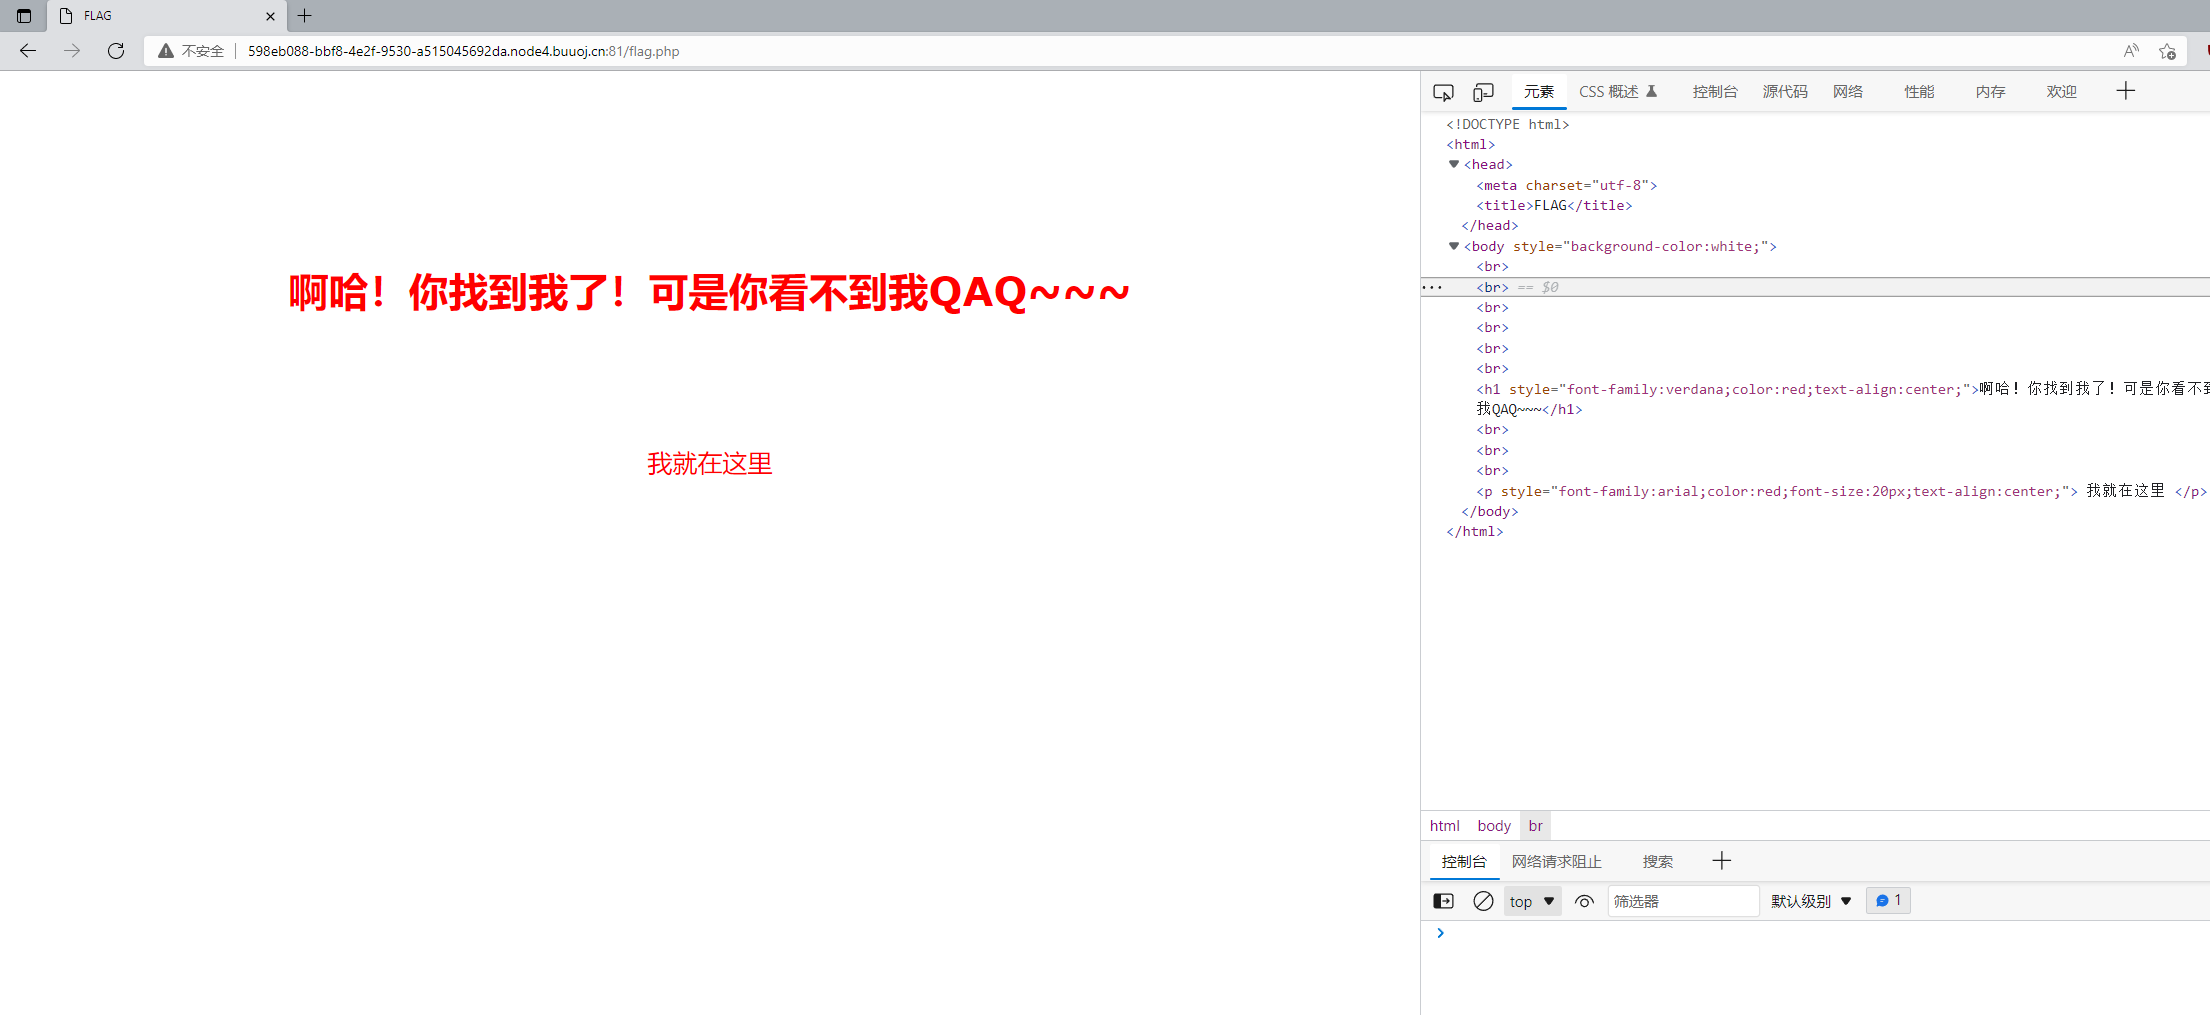 FLAG
不安全 598eb088-bbf8-4e2f-9530-a515045692da.node4.buuoj.cn:81/flag.php
啊哈！你找到我了！可是你看不到我QAQ~~~
我就在这里
元素 CSS 概述 控制台 源代码 网络 性能 内存 欢迎
<!DOCTYPE html>
<html>
<head>
<meta charset="utf-8">
<title>FLAG</title>
</head>
<body style="background-color:white;">
<br>
<br> == $0
<br>
<br>
<br>
<br>
<h1 style="font-family:verdana;color:red;text-align:center;">啊哈！你找到我了！可是你看不到
我QAQ~~~</h1>
<br>
<br>
<br>
<p style="font-family:arial;color:red;font-size:20px;text-align:center;"> 我就在这里 </p>
</body>
</html>
html body br
控制台 网络请求阻止 搜索
top 筛选器 默认级别 1